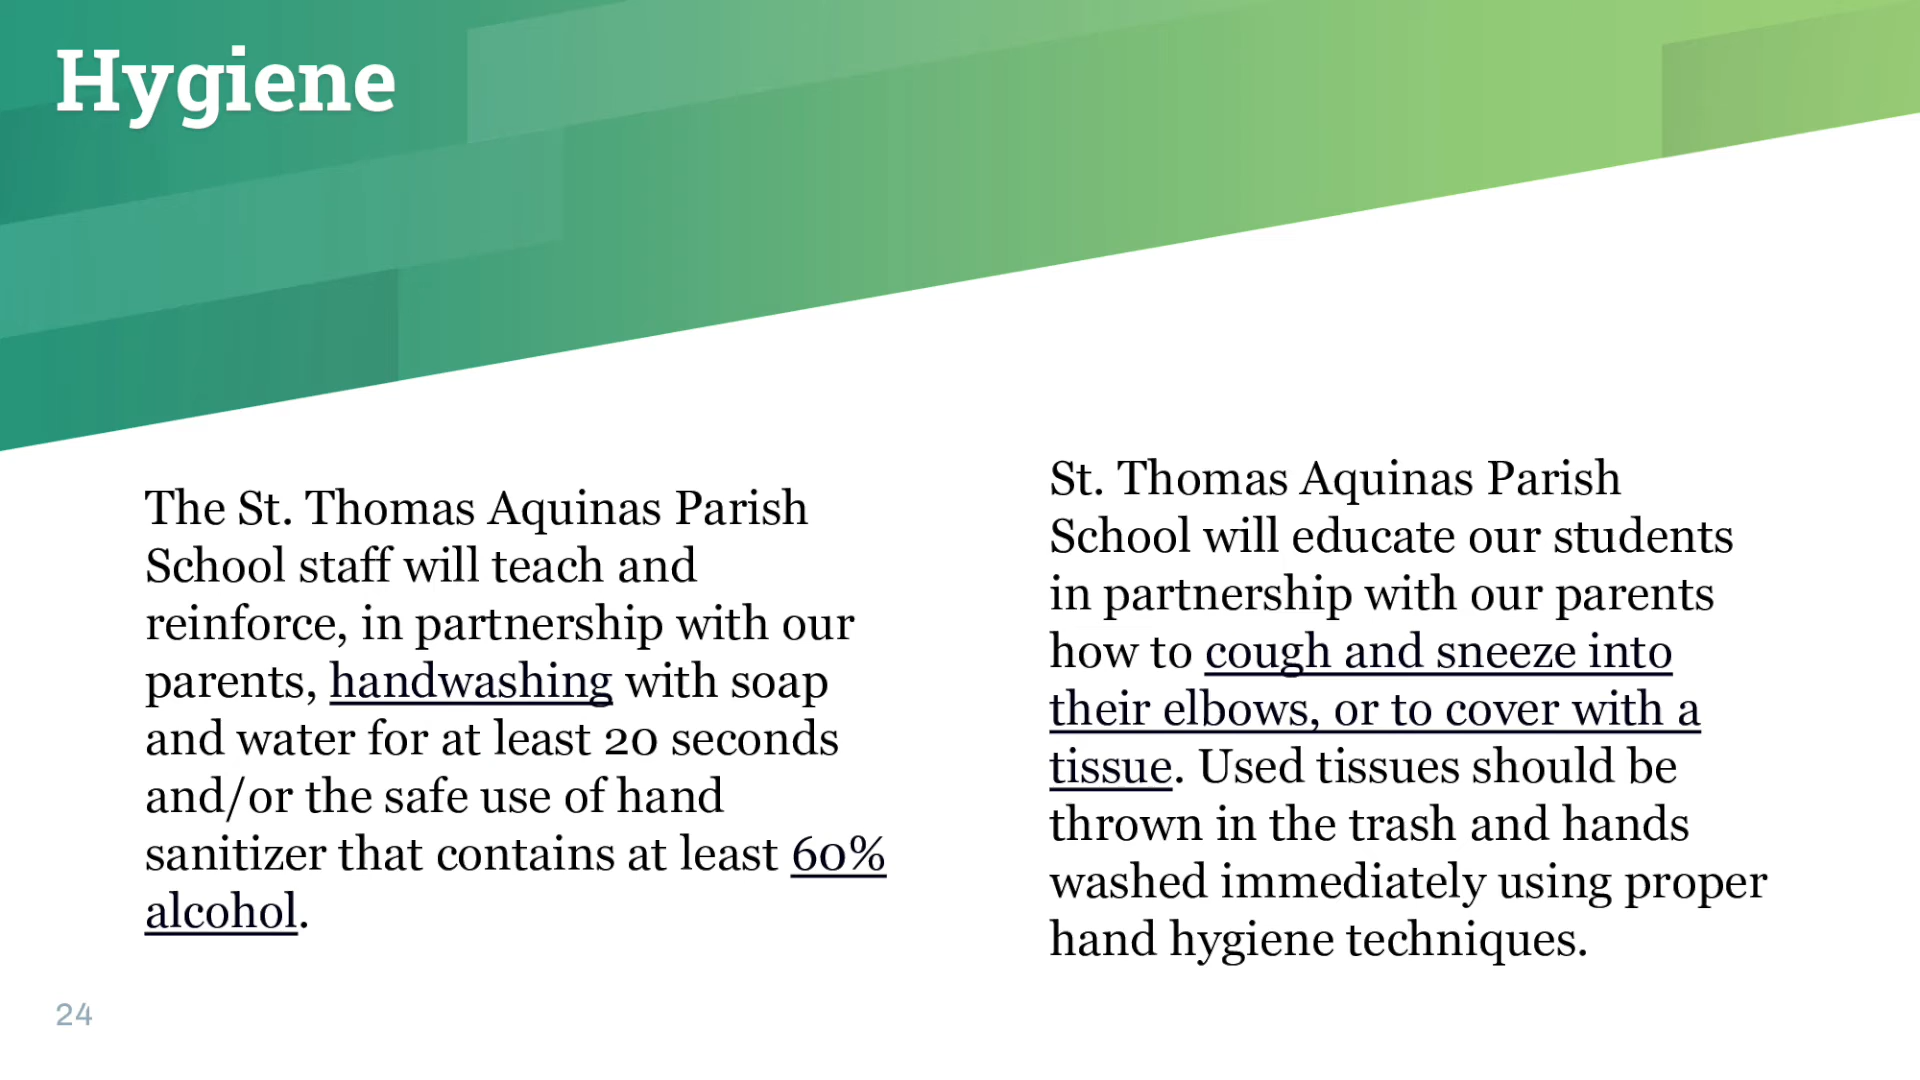 Hygiene
The St. Thomas Aquinas Parish
School staff will teach and
reinforce, in partnership with our
parents, handwashing with soap
and water for at least 20 seconds
and/or the safe use of hand
sanitizer that contains at least 60%
alcohol.
St. Thomas Aquinas Parish
School will educate our students
in partnership with our parents
how to cough and sneeze into
their elbows, or to cover with a
tissue. Used tissues should be
thrown in the trash and hands
washed immediately using proper
hand hygiene techniques.
24